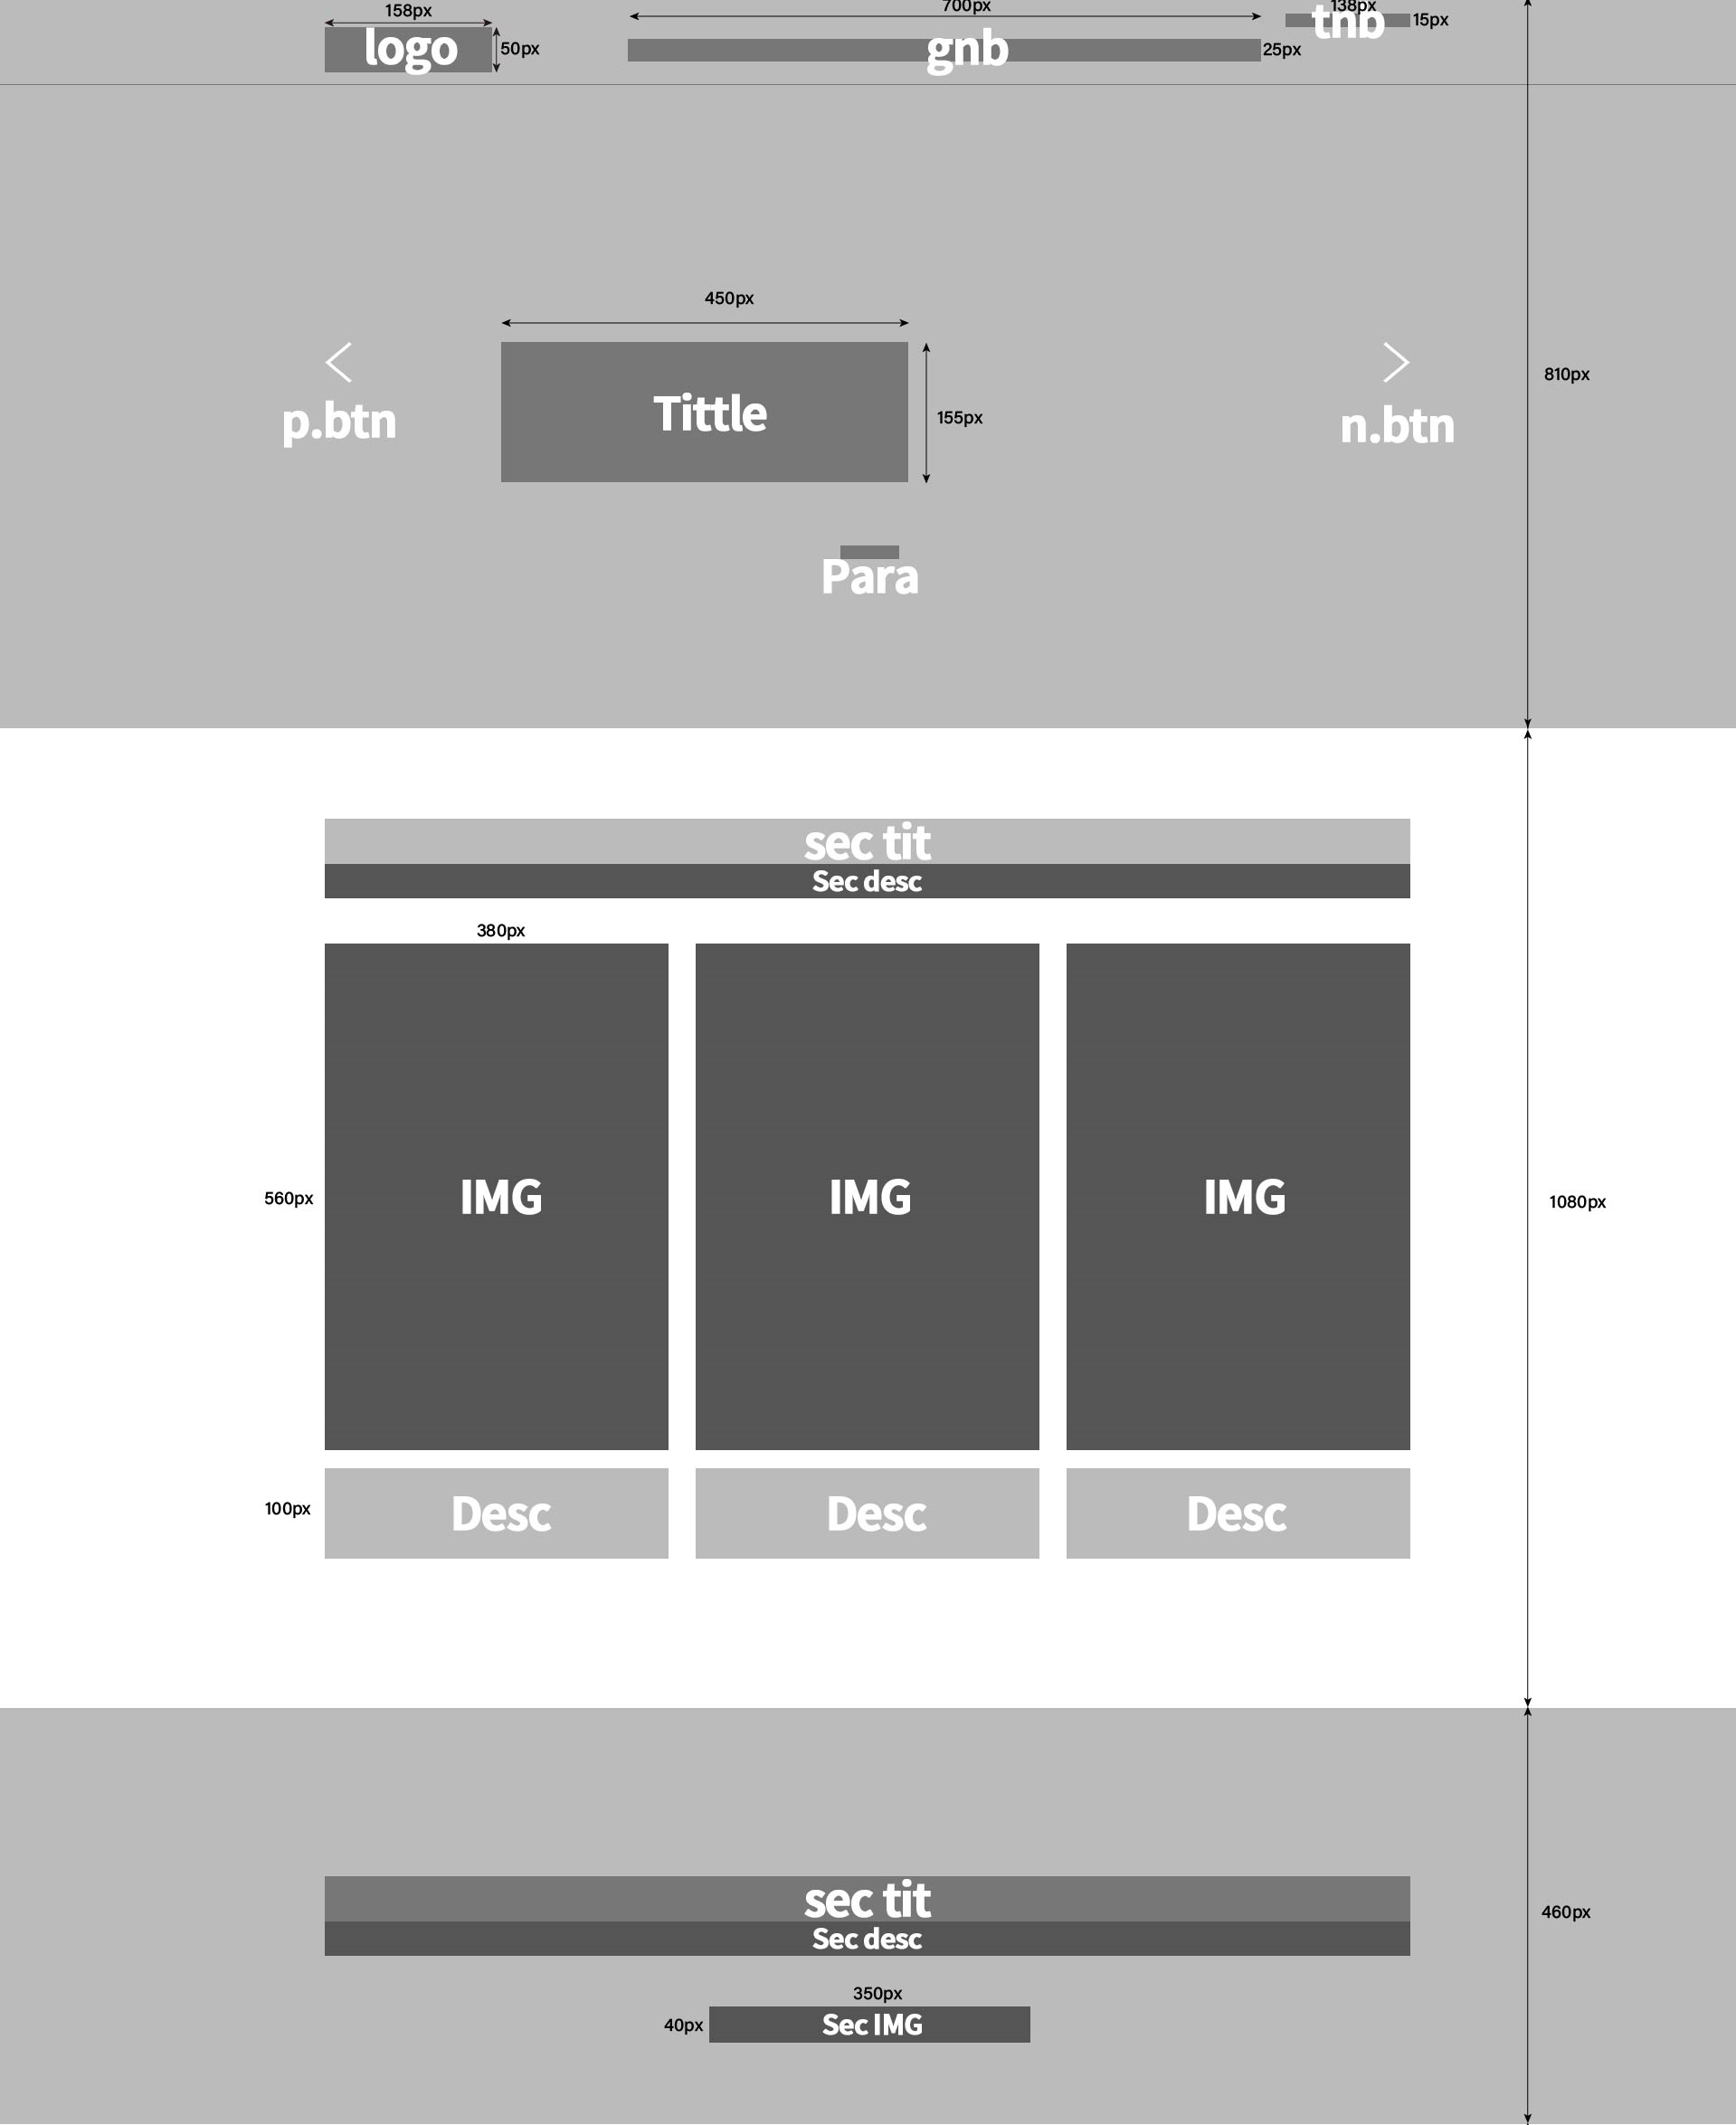 158px
700px
138px
tnb
15px
logo
50px
gnb
25px
450px
810px
p.btn
Tittle
155px
n.btn
Para
sec tit
Sec desc
380px
560px
IMG
IMG
IMG
1080px
100px
Desc
Desc
Desc
sec tit
Sec desc
460px
350px
40px
Sec IMG